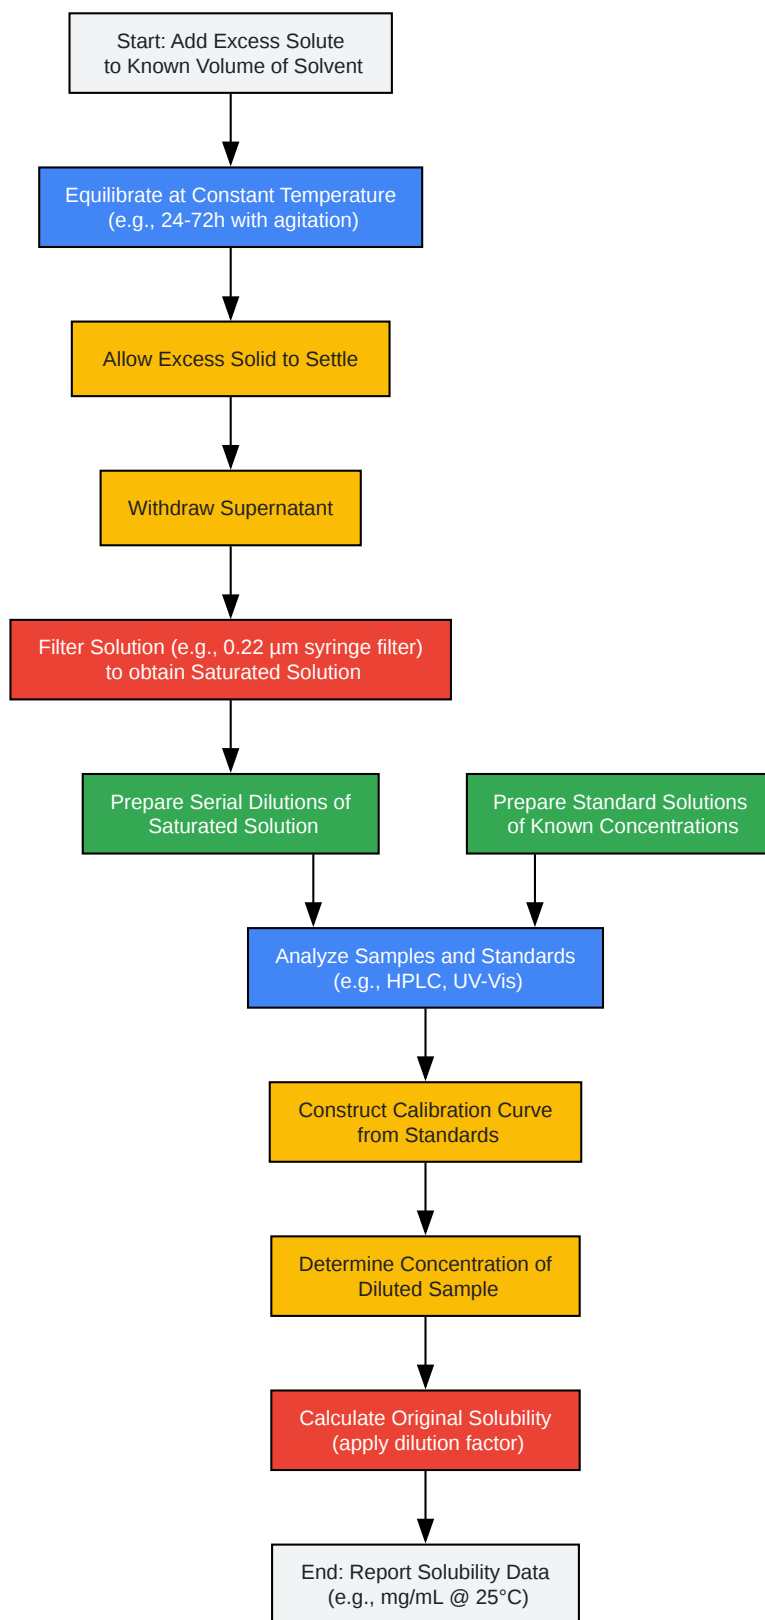 Start: Add Excess Solute
to Known Volume of Solvent
Equilibrate at Constant Temperature
(e.g., 24-72h with agitation)
Allow Excess Solid to Settle
Withdraw Supernatant
Filter Solution (e.g., 0.22 µm syringe filter)
to obtain Saturated Solution
Prepare Serial Dilutions of
Saturated Solution
Prepare Standard Solutions
of Known Concentrations
Analyze Samples and Standards
(e.g., HPLC, UV-Vis)
Construct Calibration Curve
from Standards
Determine Concentration of
Diluted Sample
Calculate Original Solubility
(apply dilution factor)
End: Report Solubility Data
(e.g., mg/mL @ 25°C)